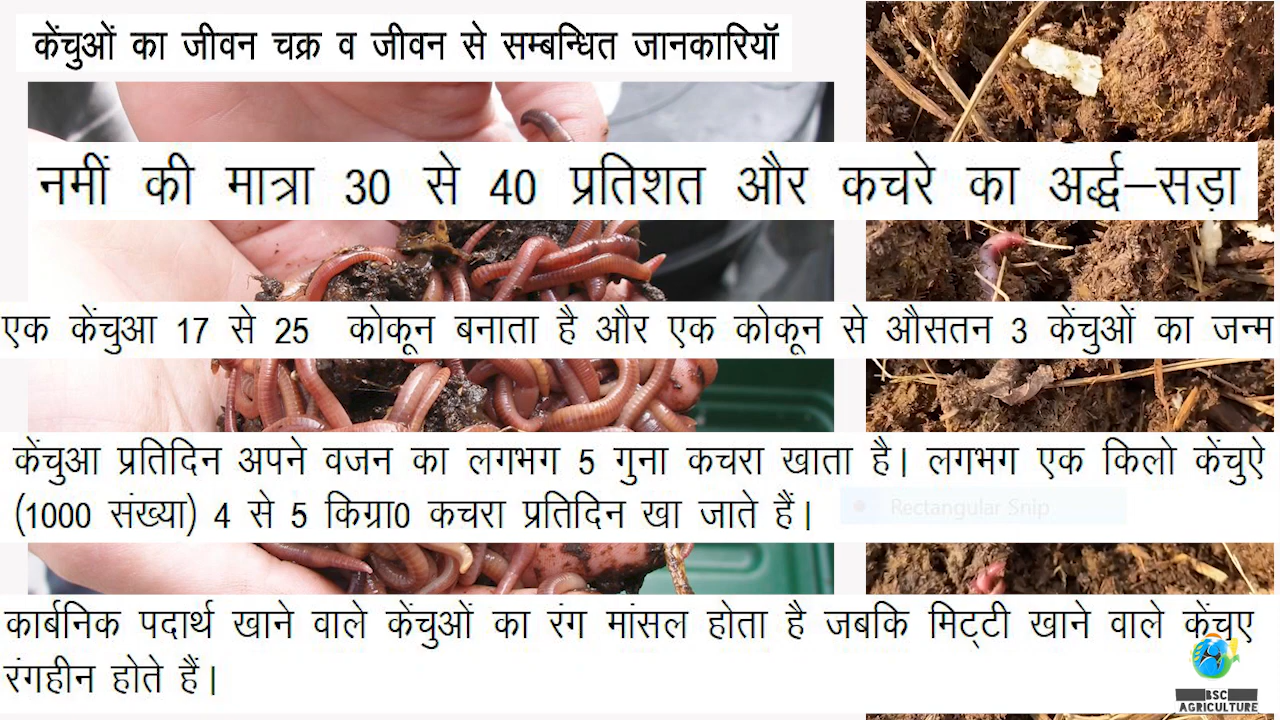 केंचुओं का जीवन चक्र व जीवन से सम्बन्धित जानकारियॉ
नमीं की मात्रा 30 से 40 प्रतिशत और कचरे का अर्द्ध–सड़ा
एक केंचुआ 17 से 25 कोकून बनाता है और एक कोकून से औसतन 3 केंचुओं का जन्म
केंचुआ प्रतिदिन अपने वजन का लगभग 5 गुना कचरा खाता है। लगभग एक किलो केंचुऐ
(1000 संख्या) 4 से 5 किग्रा0 कचरा प्रतिदिन खा जाते हैं।
Rectangular Snip
कार्बनिक पदार्थ खाने वाले केंचुओं का रंग मांसल होता है जबकि मिट्टी खाने वाले केंचुए
रंगहीन होते हैं।
BSC
AGRICULTURE